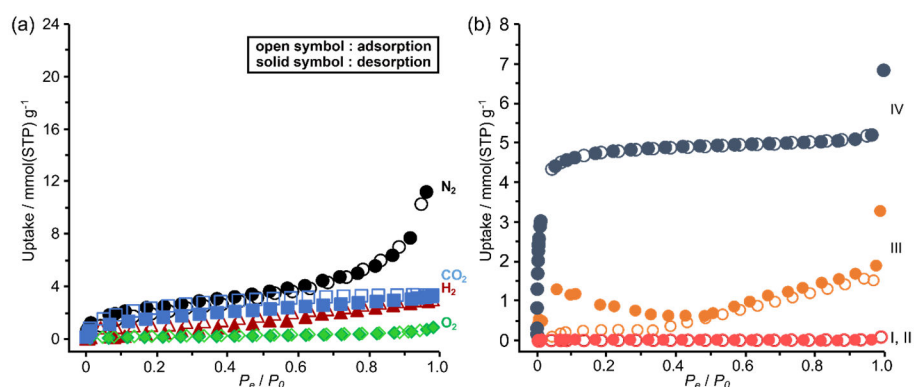 (a)
open symbol : adsorption
solid symbol : desorption
Uptake / mmol(STP) g⁻¹
24
20
16
12
8
4
0
N₂
CO₂
H₂
O₂
0 0.2 0.4 0.6 0.8 1.0
Pₑ / P₀
(b)
Uptake / mmol(STP) g⁻¹
8
7
6
5
4
3
2
1
0
IV
III
I, II
0 0.2 0.4 0.6 0.8 1.0
Pₑ / P₀